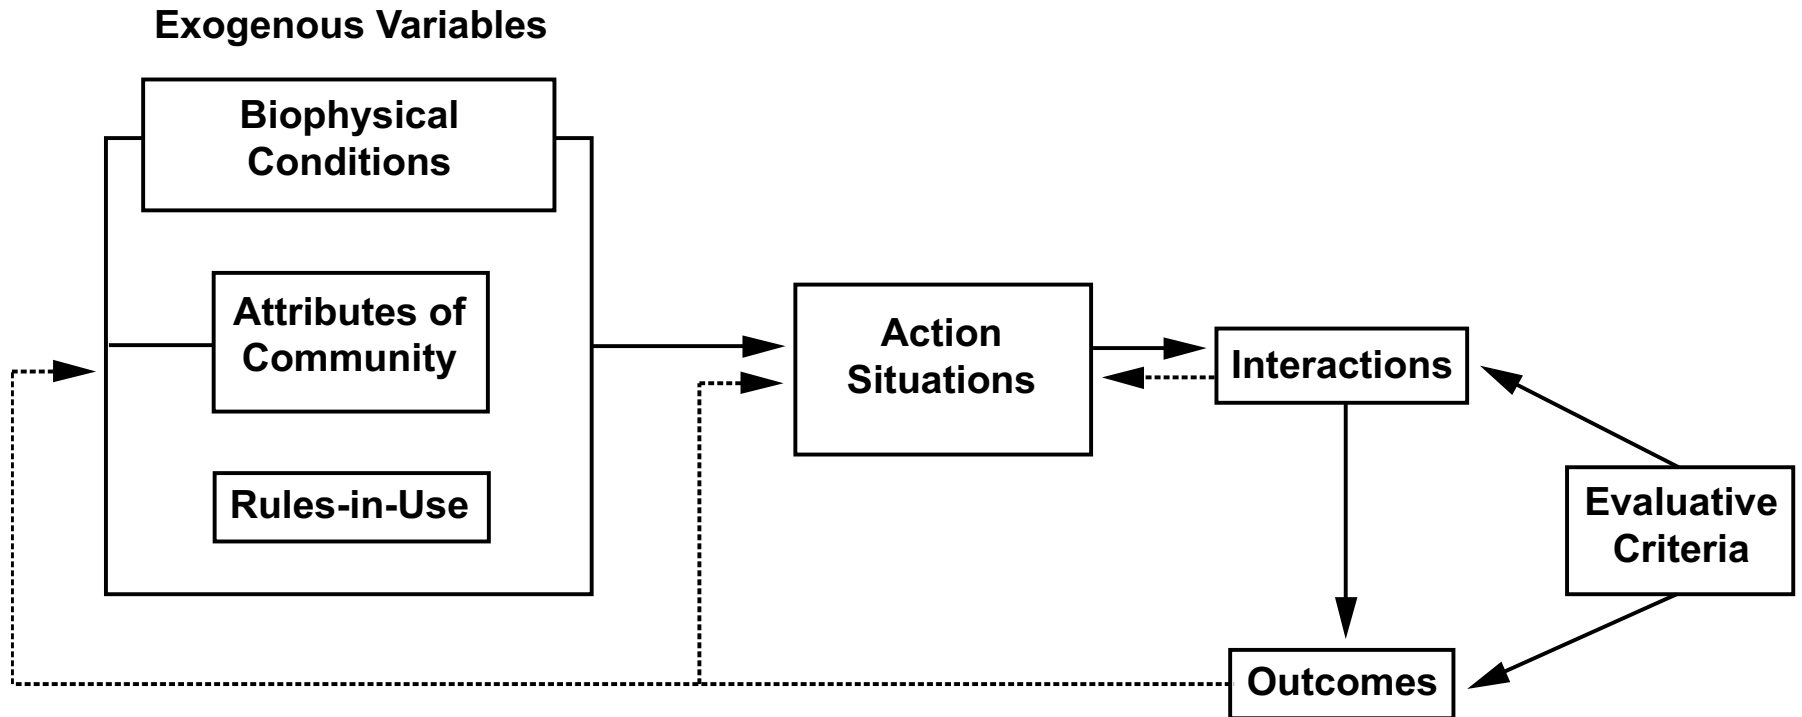 Exogenous Variables
Biophysical
Conditions
Attributes of
Community
Rules-in-Use
Action
Situations
Interactions
Evaluative
Criteria
Outcomes